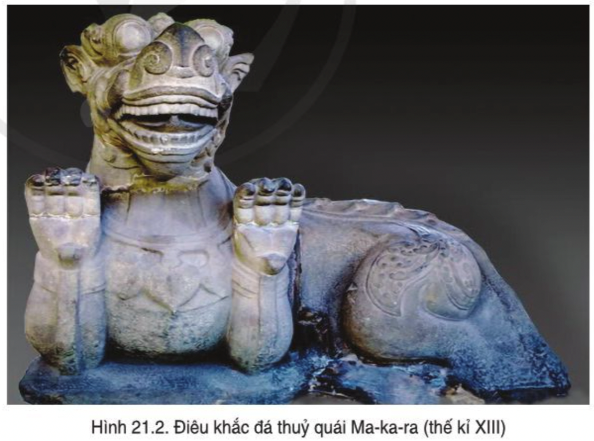 Hình 21.2. Điêu khắc đá thuỷ quái Ma-ka-ra (thế kỉ XIII)